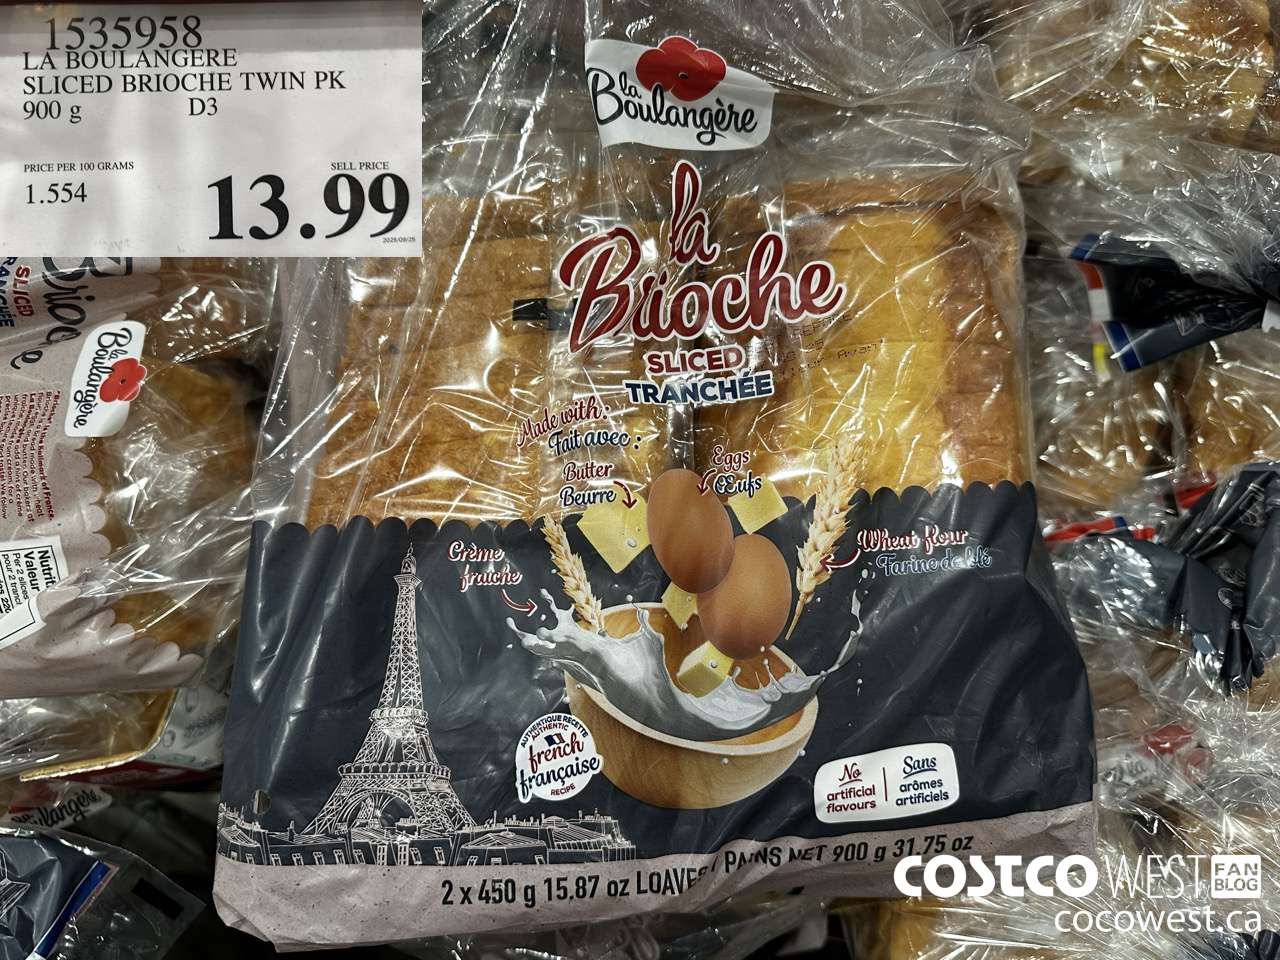 1535958
LA BOULANGERE
SLICED BRIOCHE TWIN PK
900 g D3
PRICE PER 100 GRAMS
1.554
SELL PRICE
13.99
la
Boulangère
la
Brioche
SLICED
TRANCHÉE
Made with:
Fait avec :
Butter
Beurre
Eggs
Œufs
Crème
fraîche
Wheat flour
Farine de blé
AUTHENTIQUE RECETTE
AUTHENTIC
french
française
RECIPE
No
artificial
flavours
Sans
arômes
artificiels
2 x 450 g 15.87 oz LOAVES / PAINS NET 900 g 31.75 oz
la
Boulangère
SLICED
COSTCO WEST FAN
BLOG
cocowest.ca